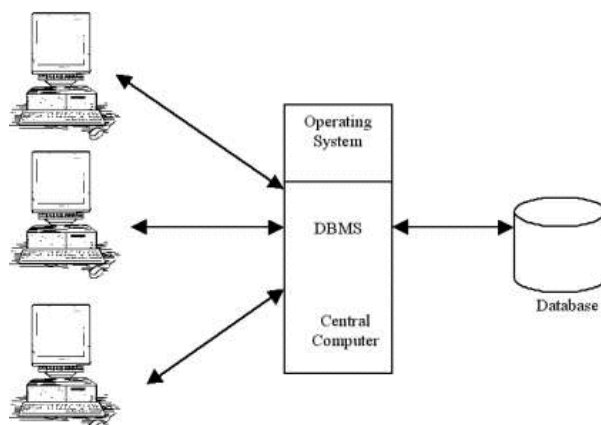 Operating
System
DBMS
Central
Computer
Database